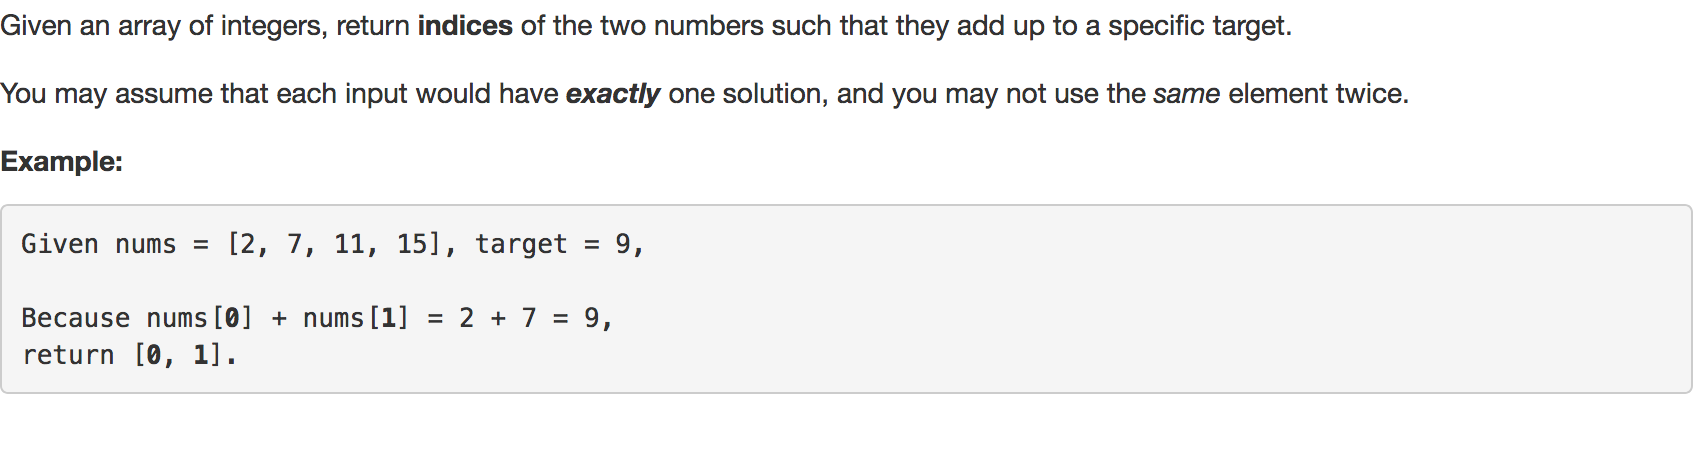 Given an array of integers, return indices of the two numbers such that they add up to a specific target.
You may assume that each input would have exactly one solution, and you may not use the same element twice.
Example:
Given nums = [2, 7, 11, 15], target = 9,
Because nums[0] + nums[1] = 2 + 7 = 9,
return [0, 1].